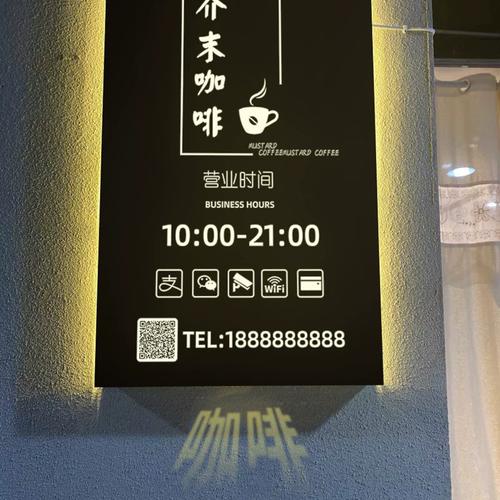 芥末咖啡
MUSTARD
COFFEEMUSTARD COFFEE
营业时间
BUSINESS HOURS
10:00-21:00
支
WiFi
TEL:18888888888
咖啡